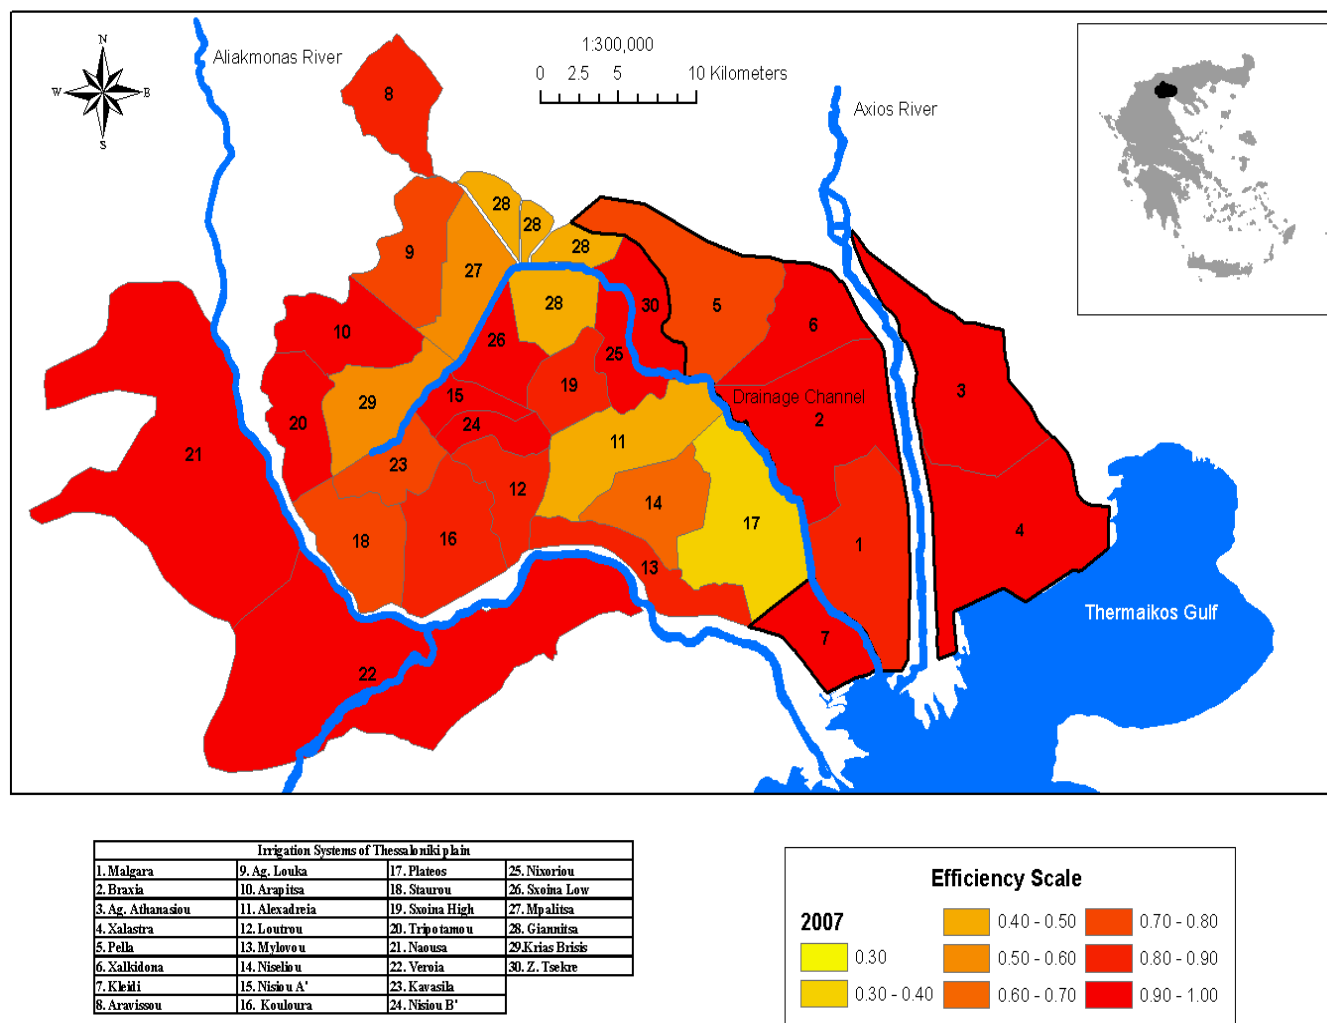 N
W E
S
Aliakmonas River
1:300,000
0 2.5 5 10 Kilometers
Axios River
8
28
28
9
28
27
5
30
28
6
10
26
25
3
19
15
29
20
24
Drainage Channel
2
11
21
23
12
14
17
18
16
1
4
13
Thermaikos Gulf
7
22
Irrigation Systems of Thessaloniki plain
1. Malgara 9. Ag. Louka 17. Plateos 25. Nixoriou
2. Braxia 10. Arapitsa 18. Staurou 26. Sxoina Low
3. Ag. Athanasiou 11. Alexadreia 19. Sxoina High 27. Mpalitsa
4. Xalastra 12. Loutrou 20. Tripotamou 28. Giannitsa
5. Pella 13. Mylovou 21. Naousa 29.Krias Brisis
6. Xalkidona 14. Niseliou 22. Veroia 30. Z. Tsekre
7. Kleidi 15. Nisiou A' 23. Kavasila
8. Aravissou 16. Kouloura 24. Nisiou B'
Efficiency Scale
2007
0.30
0.30 - 0.40
0.40 - 0.50
0.50 - 0.60
0.60 - 0.70
0.70 - 0.80
0.80 - 0.90
0.90 - 1.00